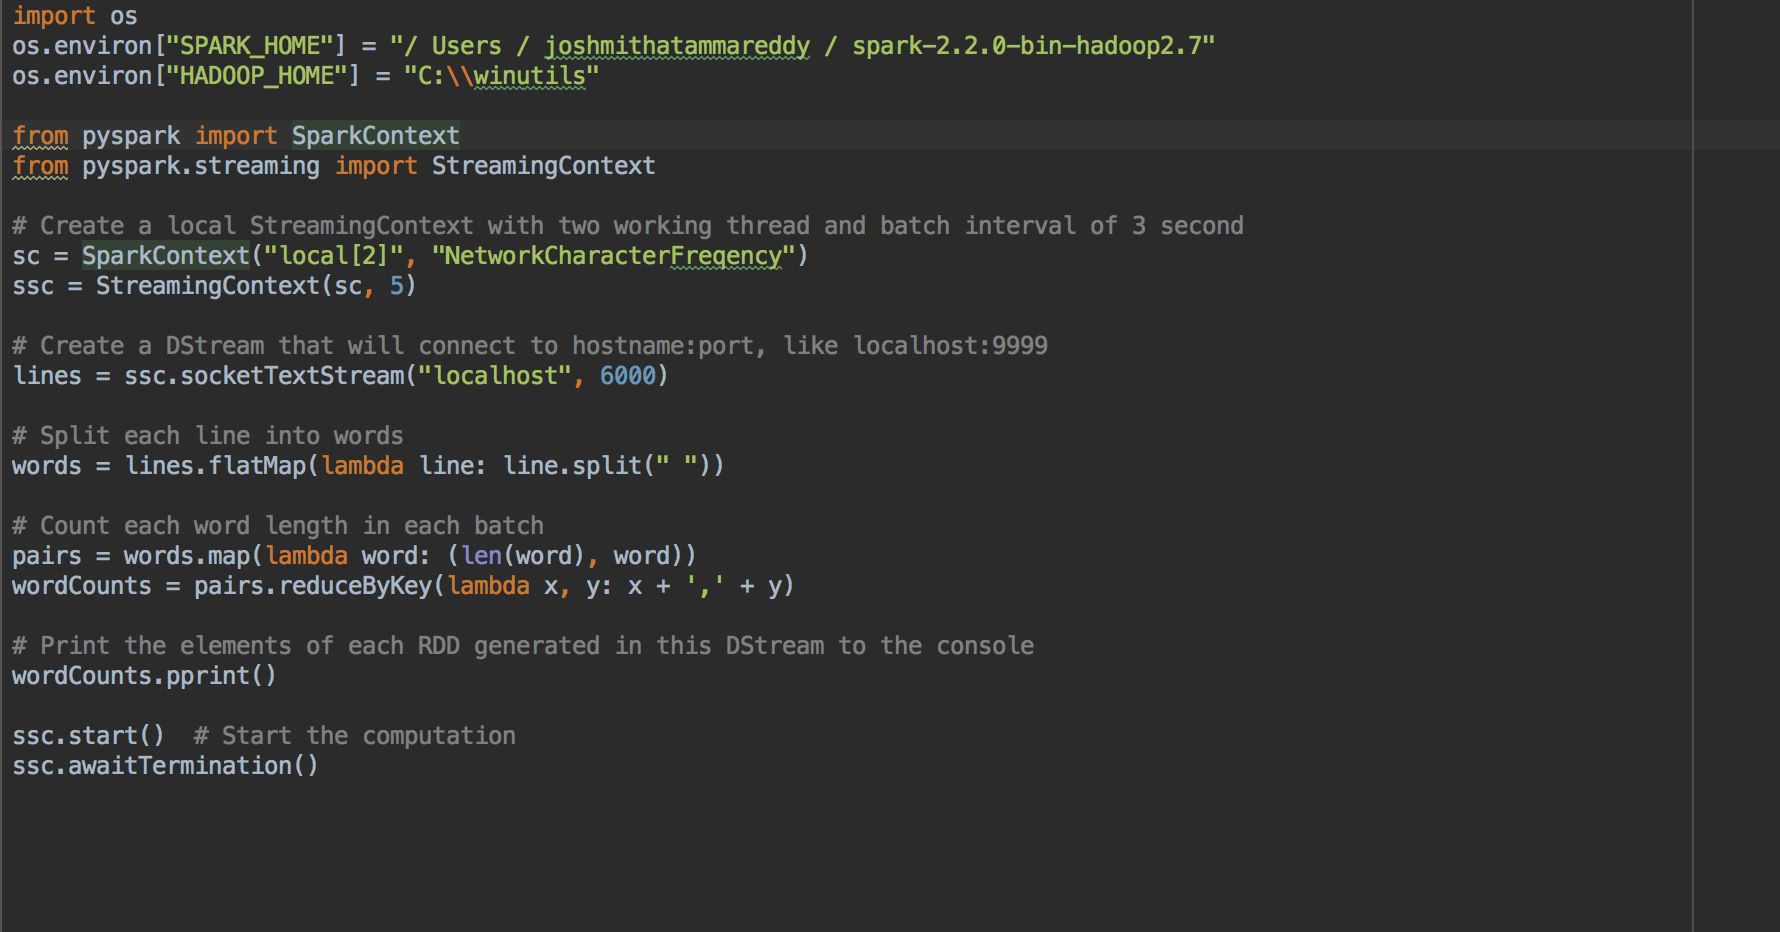 import os
os.environ["SPARK_HOME"] = "/ Users / joshmithatammareddy / spark-2.2.0-bin-hadoop2.7"
os.environ["HADOOP_HOME"] = "C:\\winutils"
from pyspark import SparkContext
from pyspark.streaming import StreamingContext
# Create a local StreamingContext with two working thread and batch interval of 3 second
sc = SparkContext("local[2]", "NetworkCharacterFreqency")
ssc = StreamingContext(sc, 5)
# Create a DStream that will connect to hostname:port, like localhost:9999
lines = ssc.socketTextStream("localhost", 6000)
# Split each line into words
words = lines.flatMap(lambda line: line.split(" "))
# Count each word length in each batch
pairs = words.map(lambda word: (len(word), word))
wordCounts = pairs.reduceByKey(lambda x, y: x + ',' + y)
# Print the elements of each RDD generated in this DStream to the console
wordCounts.pprint()
ssc.start()  # Start the computation
ssc.awaitTermination()